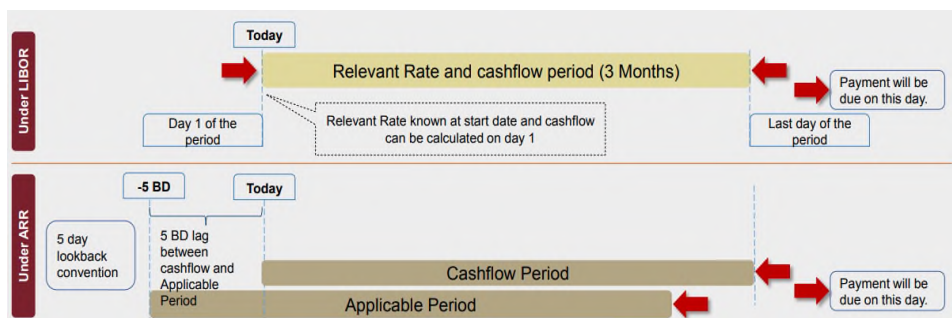 Under LIBOR
Today
Relevant Rate and cashflow period (3 Months)
Payment will be
due on this day.
Day 1 of the
period
Relevant Rate known at start date and cashflow
can be calculated on day 1
Last day of the
period
Under ARR
-5 BD
Today
5 day
lookback
convention
5 BD lag
between
cashflow and
Applicable
Period
Cashflow Period
Applicable Period
Payment will be
due on this day.